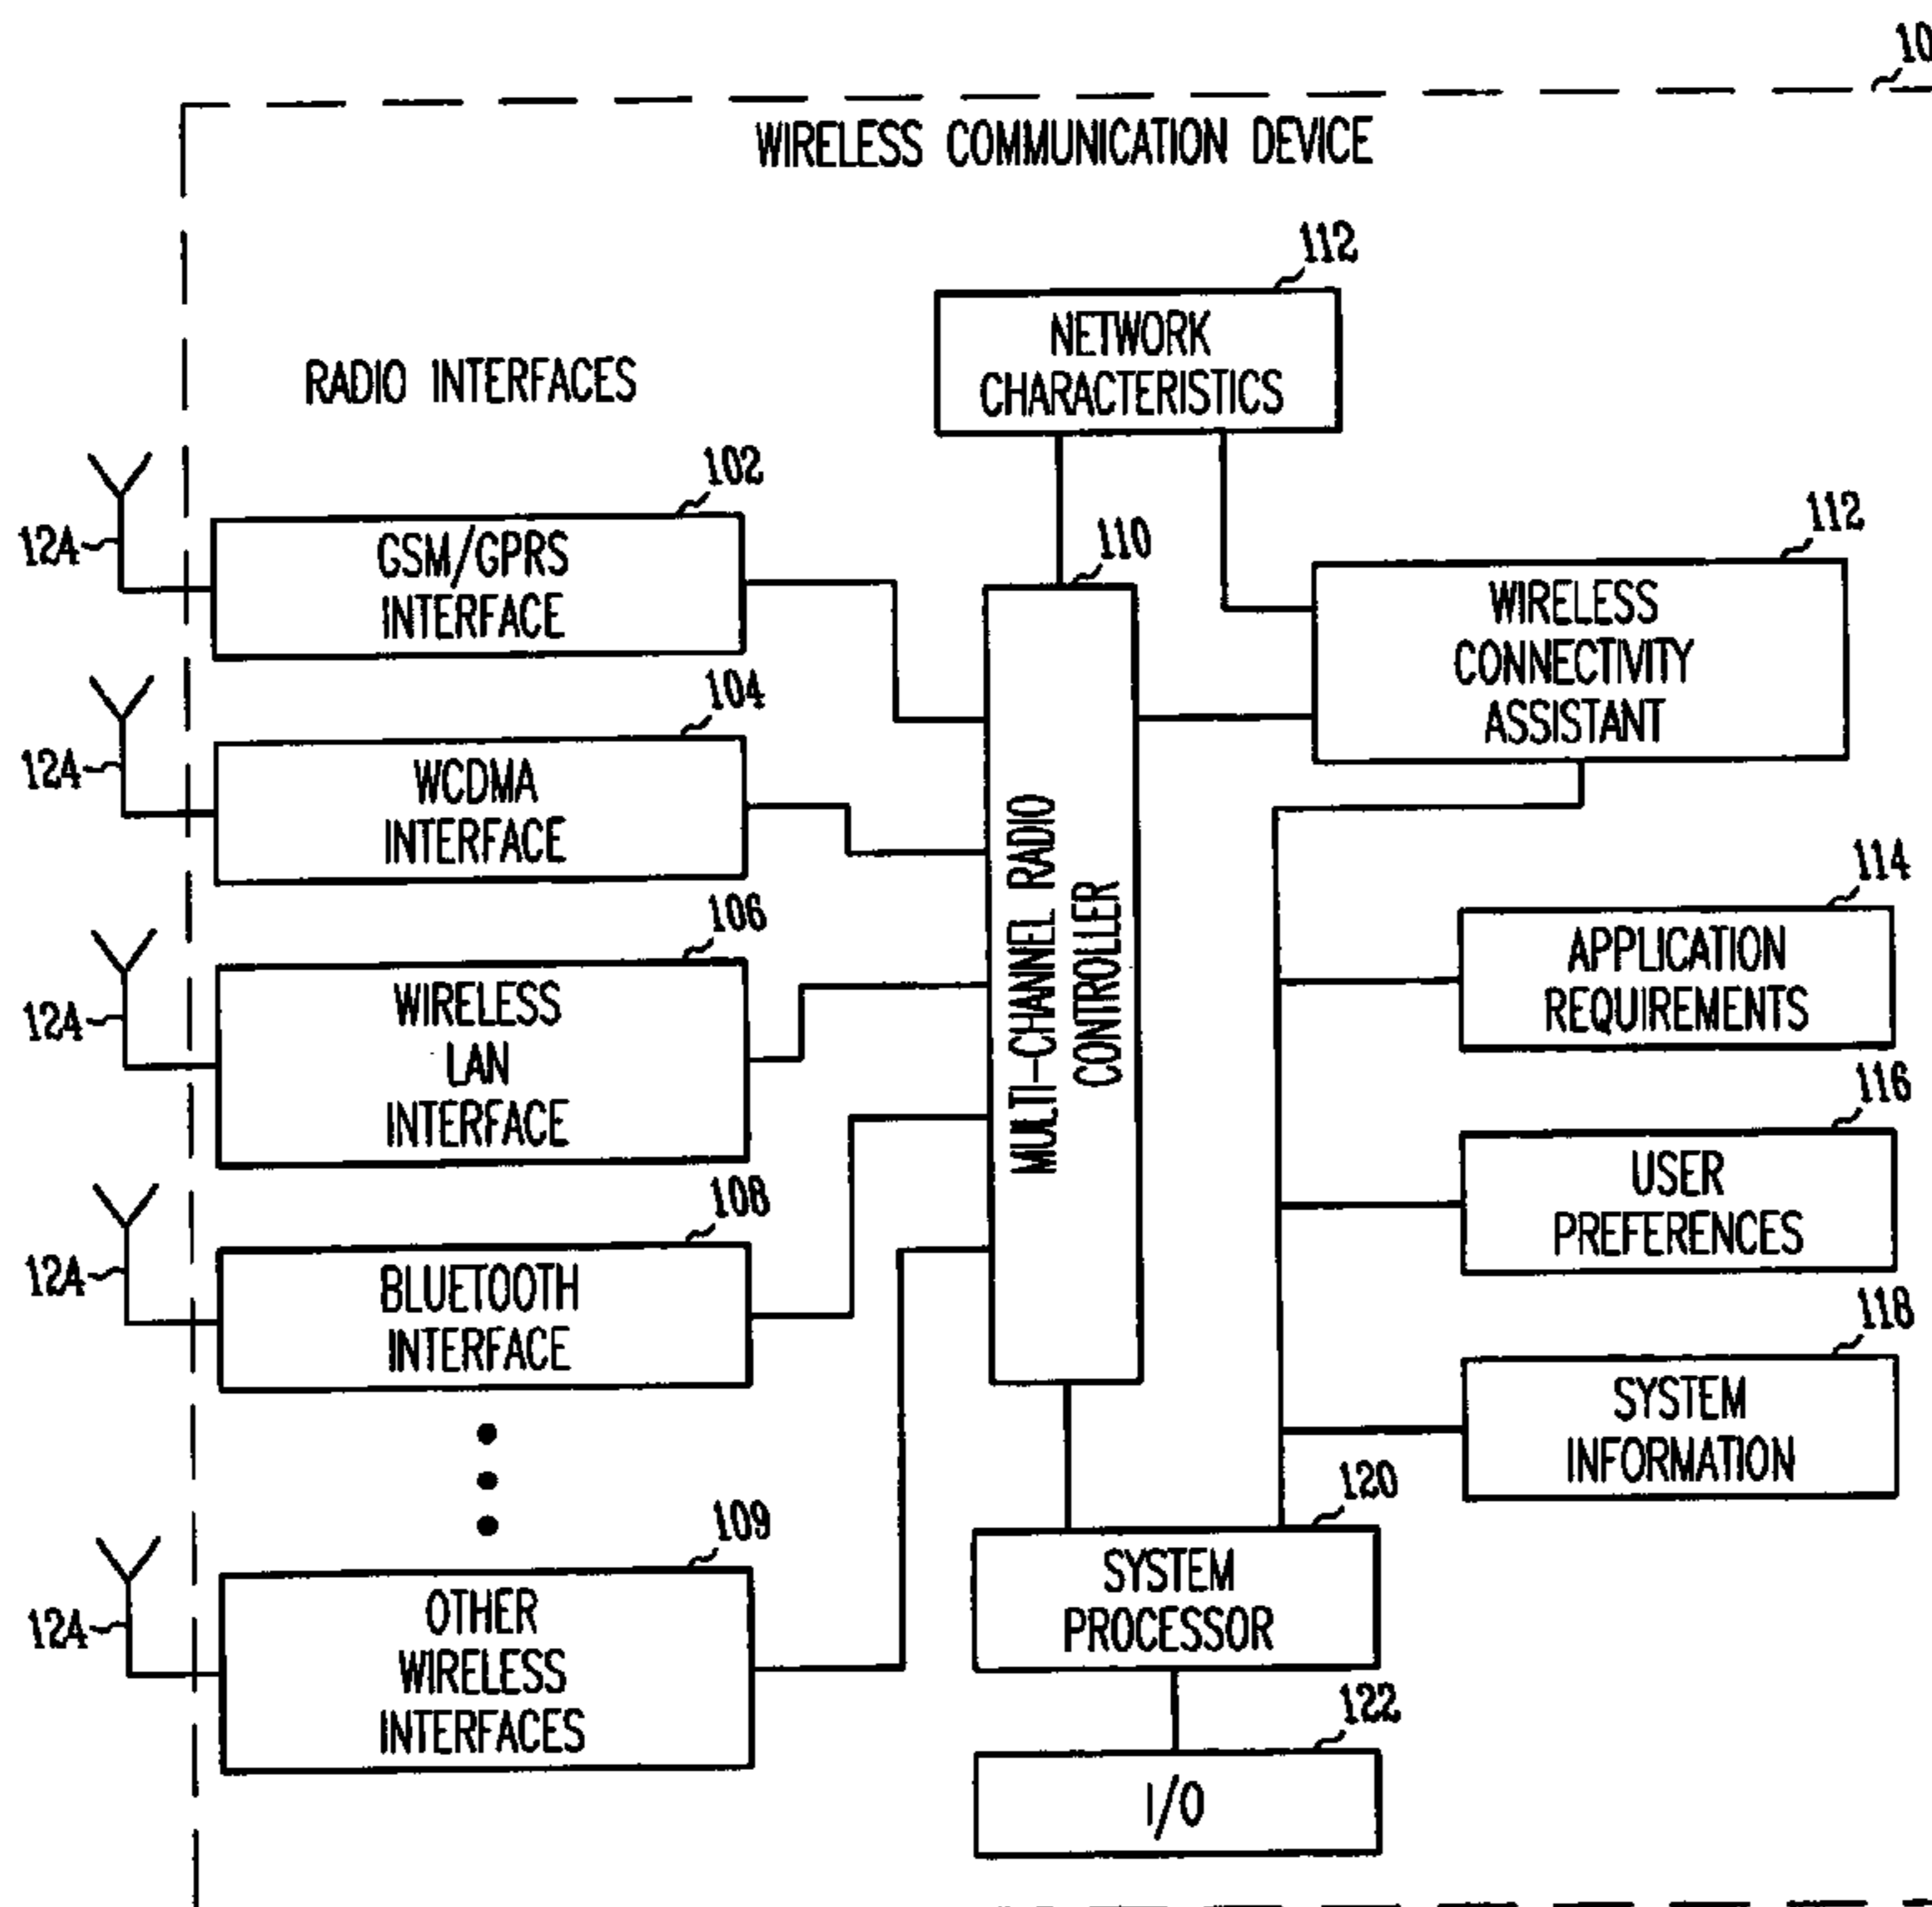 10
WIRELESS COMMUNICATION DEVICE
112
NETWORK
CHARACTERISTICS
RADIO INTERFACES
102
GSM/GPRS
INTERFACE
124
110
112
WIRELESS
CONNECTIVITY
ASSISTANT
104
WCDMA
INTERFACE
124
MULTI-CHANNEL RADIO
CONTROLLER
114
APPLICATION
REQUIREMENTS
106
WIRELESS
LAN
INTERFACE
124
116
USER
PREFERENCES
108
BLUETOOTH
INTERFACE
124
118
SYSTEM
INFORMATION
109
OTHER
WIRELESS
INTERFACES
124
120
SYSTEM
PROCESSOR
122
I/O